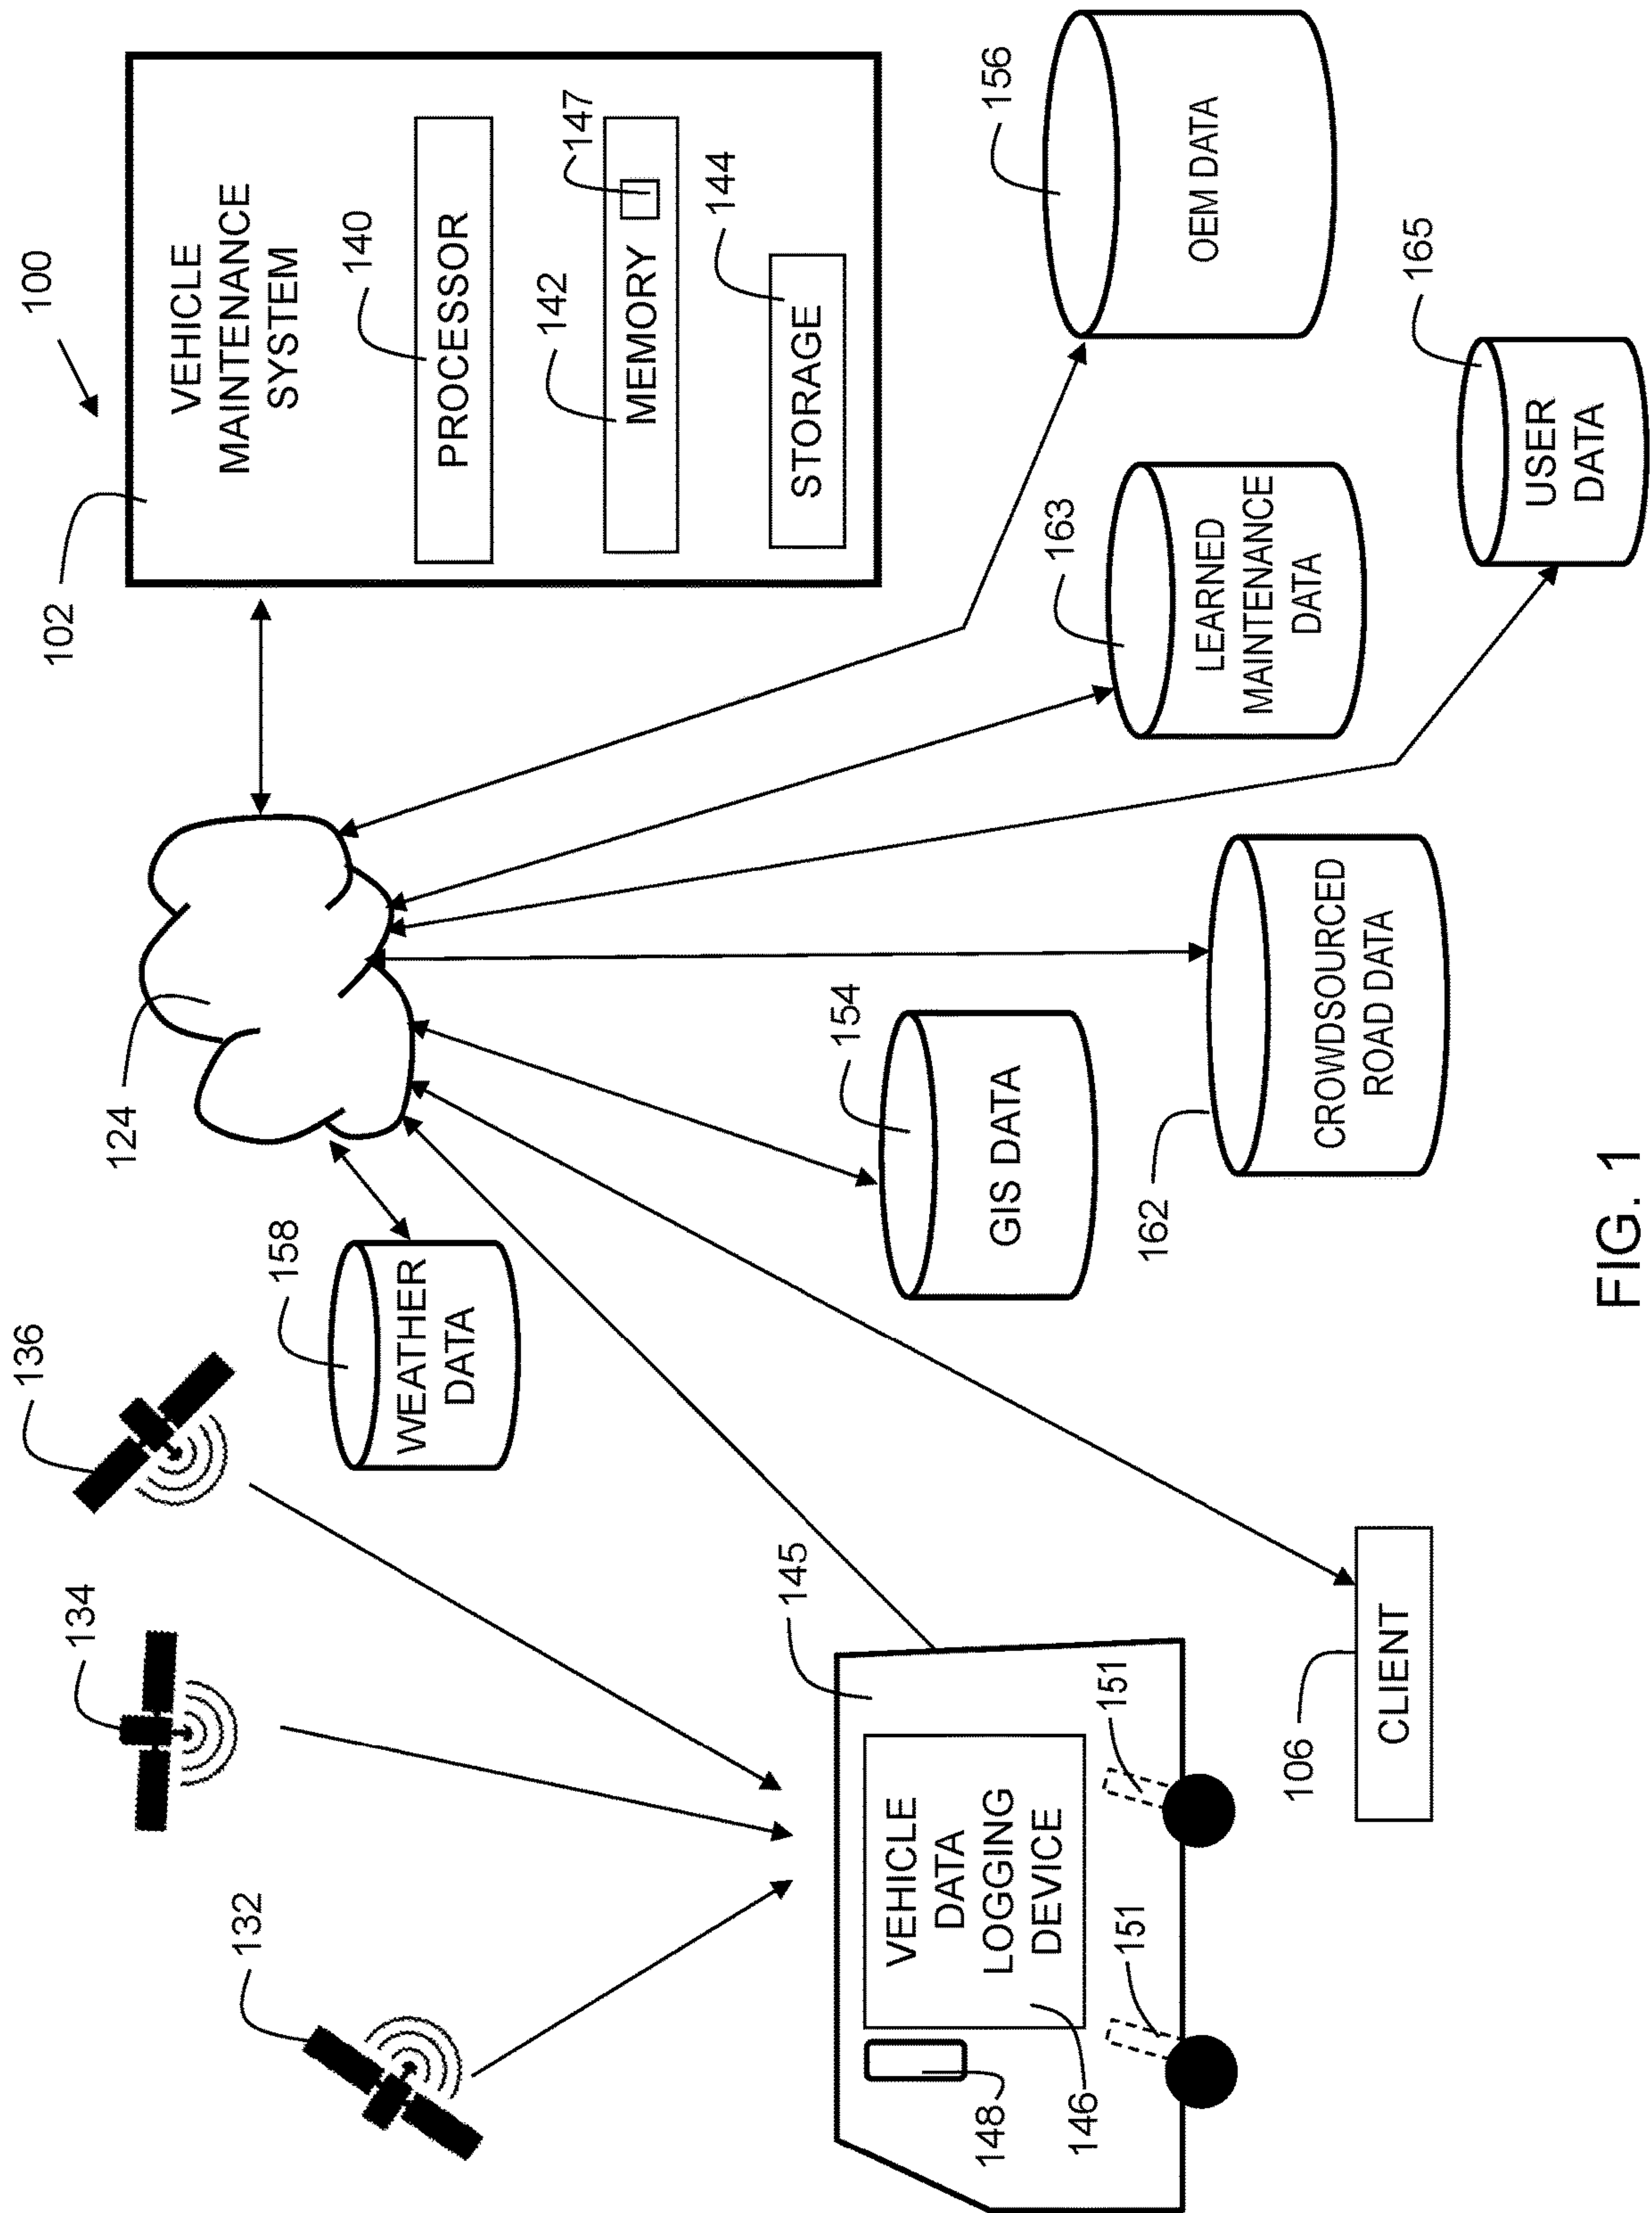 100
102
VEHICLE
MAINTENANCE
SYSTEM
140
PROCESSOR
142
147
MEMORY
144
STORAGE
124
136
134
132
158
WEATHER
DATA
145
VEHICLE
DATA
LOGGING
DEVICE
148
146
151
151
106
CLIENT
154
GIS DATA
162
CROWDSOURCED
ROAD DATA
163
LEARNED
MAINTENANCE
DATA
156
OEM DATA
165
USER
DATA
FIG. 1